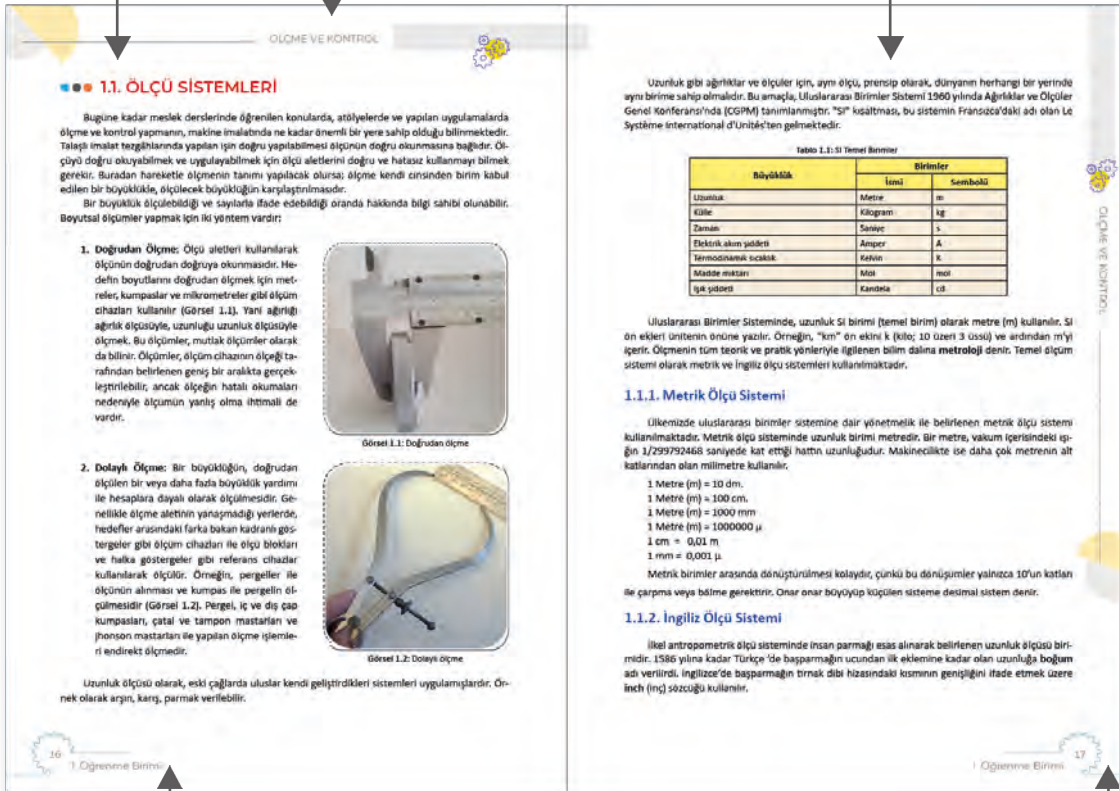 ÖLÇME VE KONTROL
1.1. ÖLÇÜ SİSTEMLERİ
Bugüne kadar meslek derslerinde öğrenilen konularda, atölyelerde ve yapılan uygulamalarda
ölçme ve kontrol yapmanın, makine imalatında ne kadar önemli bir yere sahip olduğu bilinmektedir.
Talaşlı imalat tezgâhlarında yapılan işin doğru yapılabilmesi ölçünün doğru okunmasına bağlıdır. Öl-
çüyü doğru okuyabilmek ve uygulayabilmek için ölçü aletlerini doğru ve hatasız kullanmayı bilmek
gerekir. Buradan hareketle ölçmenin tanımı yapılacak olursa; ölçme kendi cinsinden birim kabul
edilen bir büyüklükle, ölçülecek büyüklüğün karşılaştırılmasıdır.
Bir büyüklük ölçülebildiği ve sayılarla ifade edebildiği oranda hakkında bilgi sahibi olunabilir.
Boyutsal ölçümler yapmak için iki yöntem vardır:
1. Doğrudan Ölçme: Ölçü aletleri kullanılarak
ölçünün doğrudan doğruya okunmasıdır. He-
defin boyutlarını doğrudan ölçmek için met-
reler, kumpaslar ve mikrometreler gibi ölçüm
cihazları kullanılır (Görsel 1.1). Yani ağırlığı
ağırlık ölçüsüyle, uzunluğu uzunluk ölçüsüyle
ölçmek. Bu ölçümler, mutlak ölçümler olarak
da bilinir. Ölçümler, ölçüm cihazının ölçeği ta-
rafından belirlenen geniş bir aralıkta gerçek-
leştirilebilir, ancak ölçeğin hatalı okumaları
nedeniyle ölçümün yanlış olma ihtimali de
vardır.
Görsel 1.1: Doğrudan ölçme
2. Dolaylı Ölçme: Bir büyüklüğün, doğrudan
ölçülen bir veya daha fazla büyüklük yardımı
ile hesaplara dayalı olarak ölçülmesidir. Ge-
nellikle ölçme aletinin yanaşmadığı yerlerde,
hedefler arasındaki farka bakan kadranlı gös-
tergeler gibi ölçüm cihazları ile ölçü blokları
ve halka göstergeler gibi referans cihazlar
kullanılarak ölçülür. Örneğin, pergeller ile
ölçünün alınması ve kumpas ile pergelin öl-
çülmesidir (Görsel 1.2). Pergel, iç ve dış çap
kumpasları, çatal ve tampon mastarları ve
jhonson mastarları ile yapılan ölçme işlemle-
ri endirekt ölçmedir.
Görsel 1.2: Dolaylı ölçme
Uzunluk ölçüsü olarak, eski çağlarda uluslar kendi geliştirdikleri sistemleri uygulamışlardır. Ör-
nek olarak arşın, karış, parmak verilebilir.
16
1. Öğrenme Birimi
Uzunluk gibi ağırlıklar ve ölçüler için, aynı ölçü, prensip olarak, dünyanın herhangi bir yerinde
aynı birime sahip olmalıdır. Bu amaçla, Uluslararası Birimler Sistemi 1960 yılında Ağırlıklar ve Ölçüler
Genel Konferansı'nda (CGPM) tanımlanmıştır. "SI" kısaltması, bu sistemin Fransızca'daki adı olan Le
Système International d'Unités'ten gelmektedir.
Tablo 1.1: SI Temel Birimler
Büyüklük Birimler
İsmi Sembolü
Uzunluk Metre m
Kütle Kilogram kg
Zaman Saniye s
Elektrik akım şiddeti Amper A
Termodinamik sıcaklık Kelvin K
Madde miktarı Mol mol
Işık şiddeti Kandela cd
Uluslararası Birimler Sisteminde, uzunluk SI birimi (temel birim) olarak metre (m) kullanılır. SI
ön ekleri ünitenin önüne yazılır. Örneğin, "km" ön ekini k (kilo; 10 üzeri 3 üssü) ve ardından m'yi
içerir. Ölçmenin tüm teorik ve pratik yönleriyle ilgilenen bilim dalına metroloji denir. Temel ölçüm
sistemi olarak metrik ve İngiliz ölçü sistemleri kullanılmaktadır.
1.1.1. Metrik Ölçü Sistemi
Ülkemizde uluslararası birimler sistemine dair yönetmelik ile belirlenen metrik ölçü sistemi
kullanılmaktadır. Metrik ölçü sisteminde uzunluk birimi metredir. Bir metre, vakum içerisindeki ışı-
ğın 1/299792468 saniyede kat ettiği hattın uzunluğudur. Makinecilikte ise daha çok metrenin alt
katlarından olan milimetre kullanılır.
1 Metre (m) = 10 dm.
1 Metre (m) = 100 cm.
1 Metre (m) = 1000 mm
1 Metre (m) = 1000000 µ
1 cm = 0,01 m
1 mm = 0,001 µ
Metrik birimler arasında dönüştürülmesi kolaydır, çünkü bu dönüşümler yalnızca 10'un katları
ile çarpma veya bölme gerektirir. Onar onar büyüyüp küçülen sisteme desimal sistem denir.
1.1.2. İngiliz Ölçü Sistemi
İlkel antropometrik ölçü sisteminde insan parmağı esas alınarak belirlenen uzunluk ölçüsü biri-
midir. 1586 yılına kadar Türkçe 'de başparmağın ucundan ilk eklemine kadar olan uzunluğa boğum
adı verilirdi. İngilizce'de başparmağın tırnak dibi hizasındaki kısmının genişliğini ifade etmek üzere
inch (inç) sözcüğü kullanılır.
ÖLÇME VE KONTROL
17
1. Öğrenme Birimi